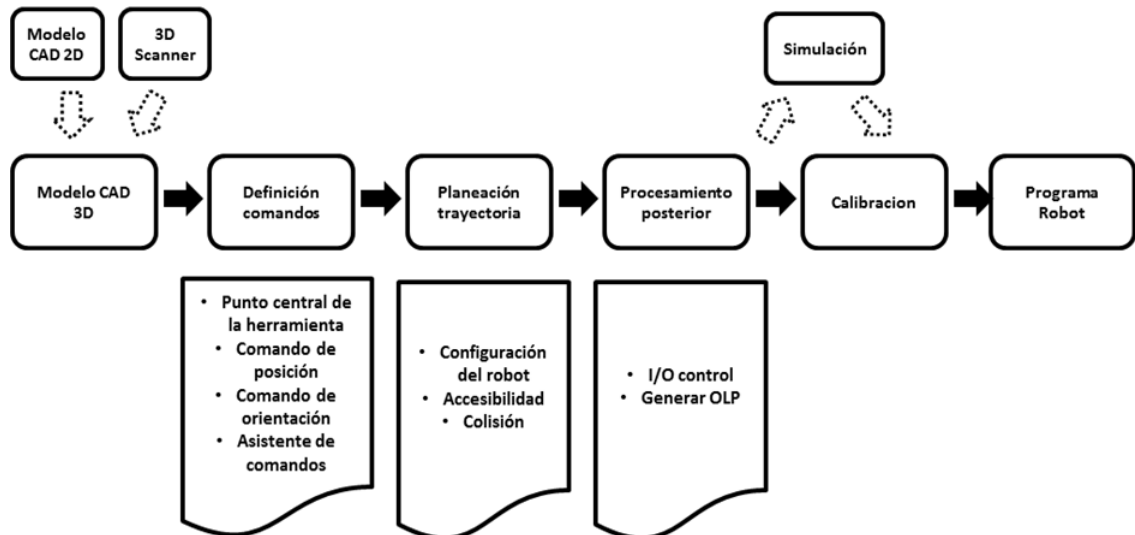 Modelo
CAD 2D
3D
Scanner
Simulación
Modelo CAD
3D
Definición
comandos
Planeación
trayectoria
Procesamiento
posterior
Calibracion
Programa
Robot
• Punto central de
la herramienta
• Comando de
posición
• Comando de
orientación
• Asistente de
comandos
• Configuración
del robot
• Accesibilidad
• Colisión
• I/O control
• Generar OLP